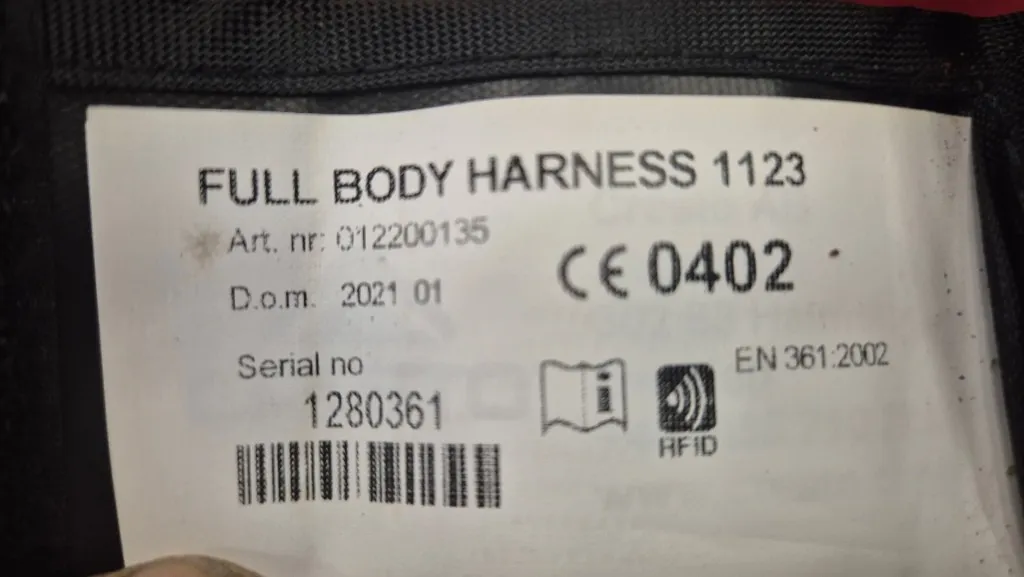 FULL BODY HARNESS 1123
Art. nr: 012200135
CE 0402
D.o.m. 2021 01
EN 361:2002
Serial no
1280361
RFID